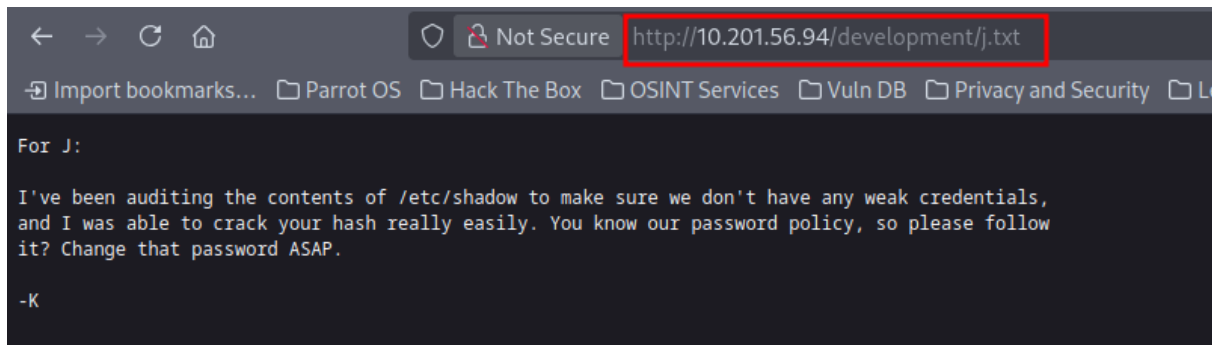 Not Secure http://10.201.56.94/development/j.txt
Import bookmarks... Parrot OS Hack The Box OSINT Services Vuln DB Privacy and Security
For J:
I've been auditing the contents of /etc/shadow to make sure we don't have any weak credentials,
and I was able to crack your hash really easily. You know our password policy, so please follow
it? Change that password ASAP.
-K